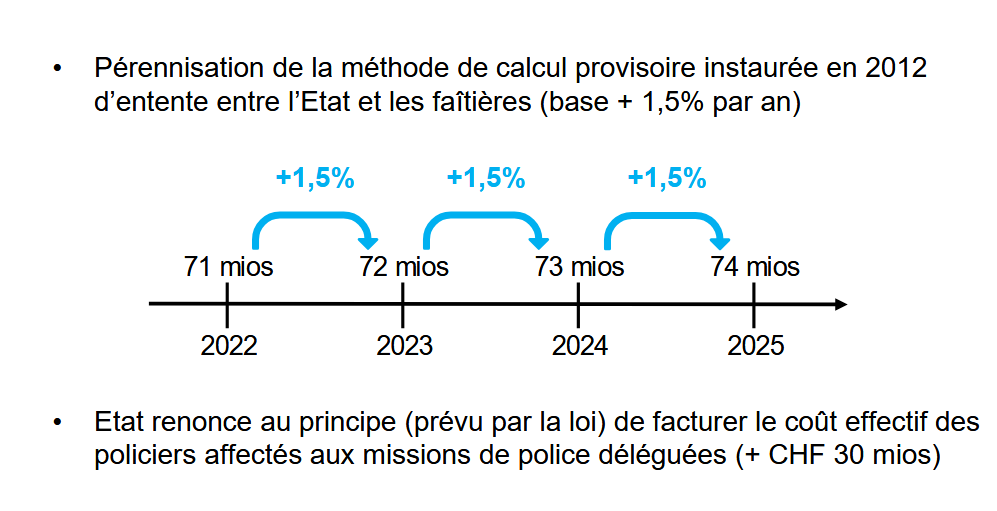 • Pérennisation de la méthode de calcul provisoire instaurée en 2012
d’entente entre l’Etat et les faîtières (base + 1,5% par an)
+1,5% +1,5% +1,5%
71 mios 72 mios 73 mios 74 mios
2022 2023 2024 2025
• Etat renonce au principe (prévu par la loi) de facturer le coût effectif des
policiers affectés aux missions de police déléguées (+ CHF 30 mios)